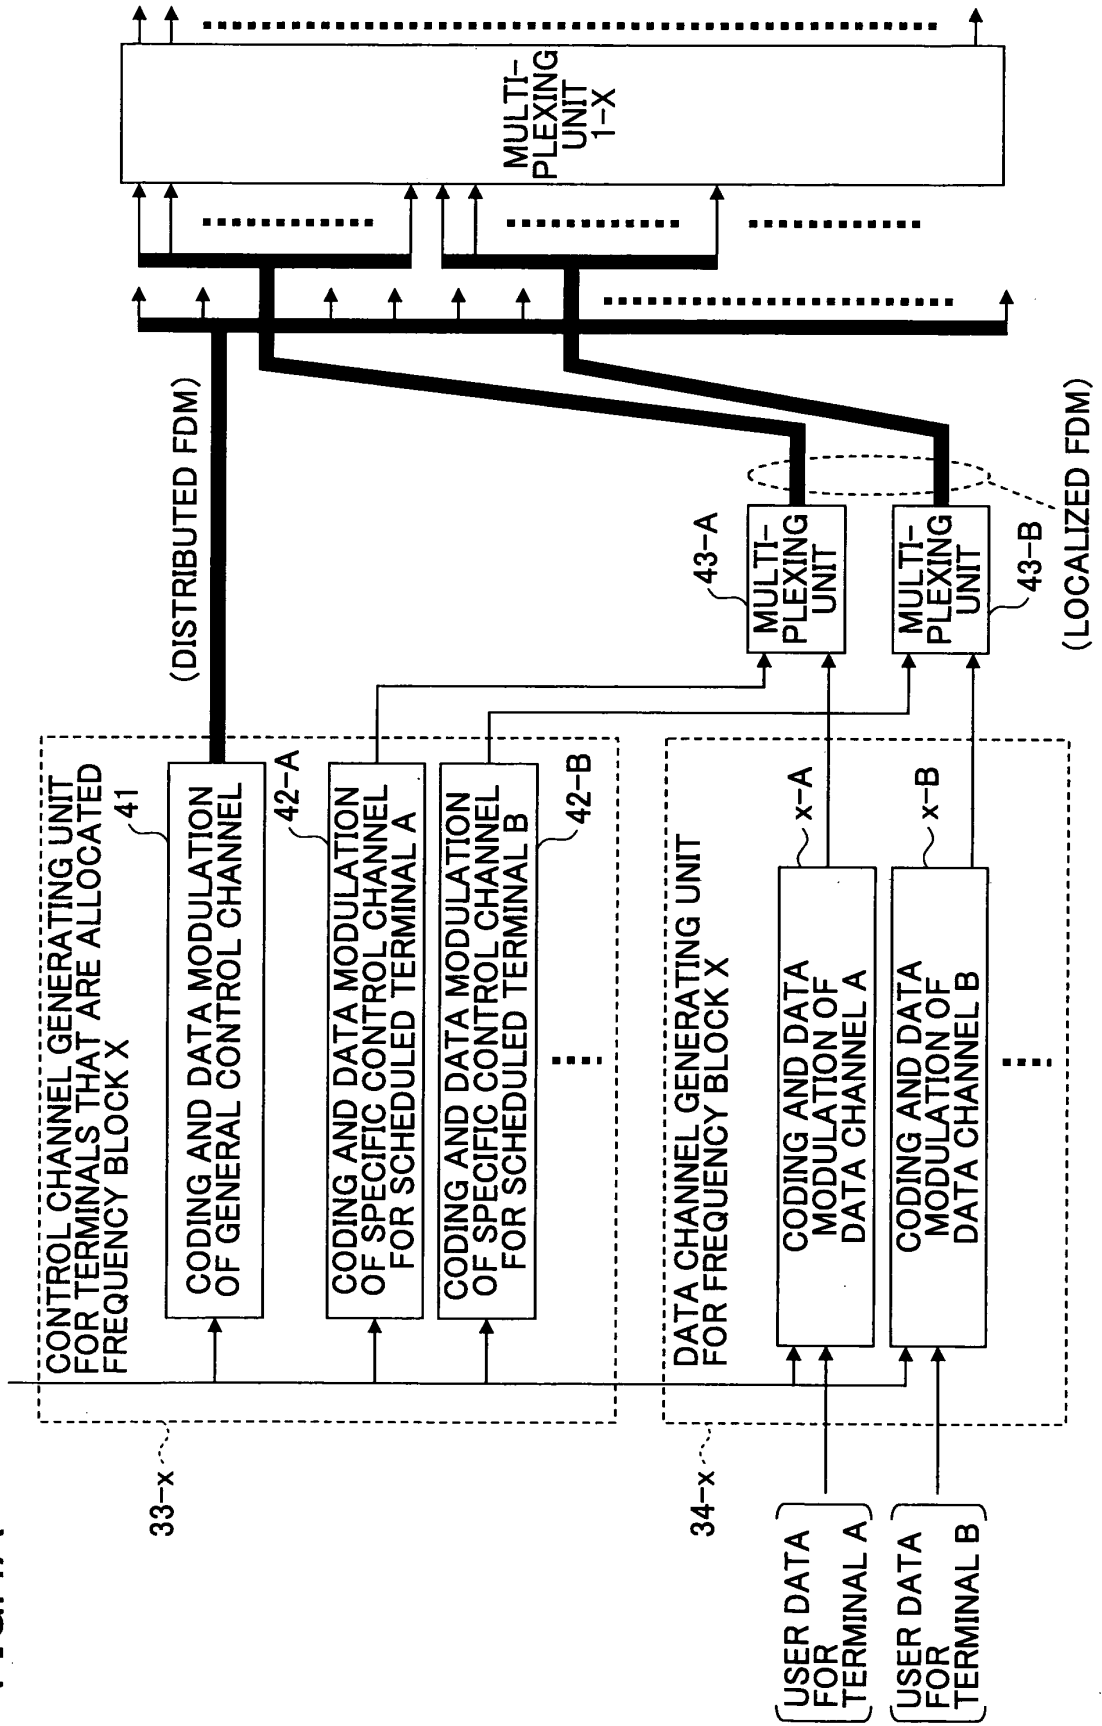 CONTROL CHANNEL GENERATING UNIT
FOR TERMINALS THAT ARE ALLOCATED
FREQUENCY BLOCK X
33-x
41
CODING AND DATA MODULATION
OF GENERAL CONTROL CHANNEL
(DISTRIBUTED FDM)
42-A
CODING AND DATA MODULATION
OF SPECIFIC CONTROL CHANNEL
FOR SCHEDULED TERMINAL A
CODING AND DATA MODULATION
OF SPECIFIC CONTROL CHANNEL
FOR SCHEDULED TERMINAL B
42-B
DATA CHANNEL GENERATING UNIT
FOR FREQUENCY BLOCK X
34-x
x-A
CODING AND DATA
MODULATION OF
DATA CHANNEL A
x-B
CODING AND DATA
MODULATION OF
DATA CHANNEL B
USER DATA
FOR
TERMINAL A
USER DATA
FOR
TERMINAL B
43-A
MULTI-
PLEXING
UNIT
MULTI-
PLEXING
UNIT
43-B
(LOCALIZED FDM)
MULTI-
PLEXING
UNIT
1-X